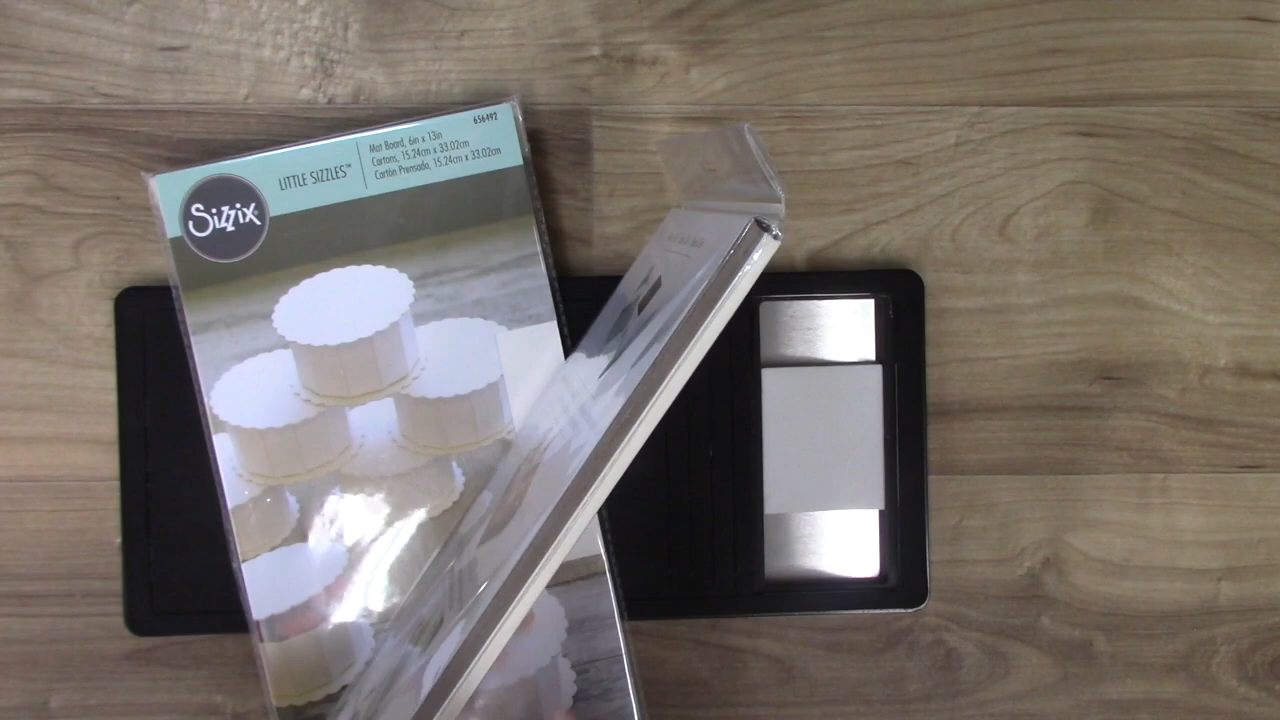 656492
Mat Board, 6in x 13in
Cartons, 15.24cm x 33.02cm
Cartón Prensado, 15.24cm x 33.02cm
LITTLE SIZZLES™
Sizzix